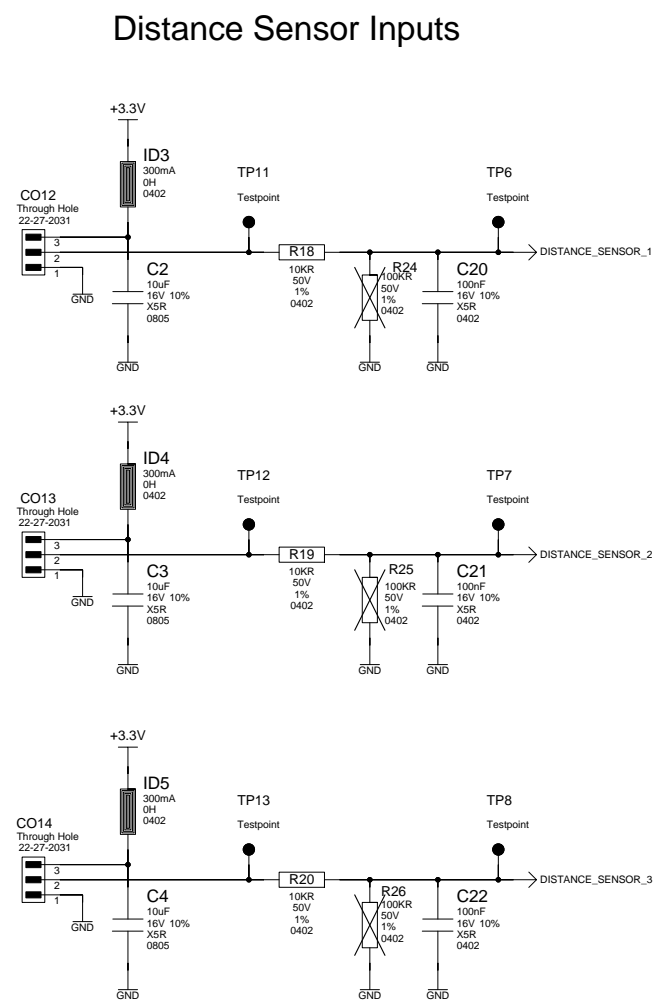 Distance Sensor Inputs
+3.3V
ID3
300mA
0H
0402
TP11
Testpoint
TP6
Testpoint
CO12
Through Hole
22-27-2031
3
2
1
GND
C2
10uF
16V 10%
X5R
0805
GND
R18
10KR
50V
1%
0402
R24
100KR
50V
1%
0402
GND
C20
100nF
16V 10%
X5R
0402
GND
DISTANCE_SENSOR_1
+3.3V
ID4
300mA
0H
0402
TP12
Testpoint
TP7
Testpoint
CO13
Through Hole
22-27-2031
3
2
1
GND
C3
10uF
16V 10%
X5R
0805
GND
R19
10KR
50V
1%
0402
R25
100KR
50V
1%
0402
GND
C21
100nF
16V 10%
X5R
0402
GND
DISTANCE_SENSOR_2
+3.3V
ID5
300mA
0H
0402
TP13
Testpoint
TP8
Testpoint
CO14
Through Hole
22-27-2031
3
2
1
GND
C4
10uF
16V 10%
X5R
0805
GND
R20
10KR
50V
1%
0402
R26
100KR
50V
1%
0402
GND
C22
100nF
16V 10%
X5R
0402
GND
DISTANCE_SENSOR_3